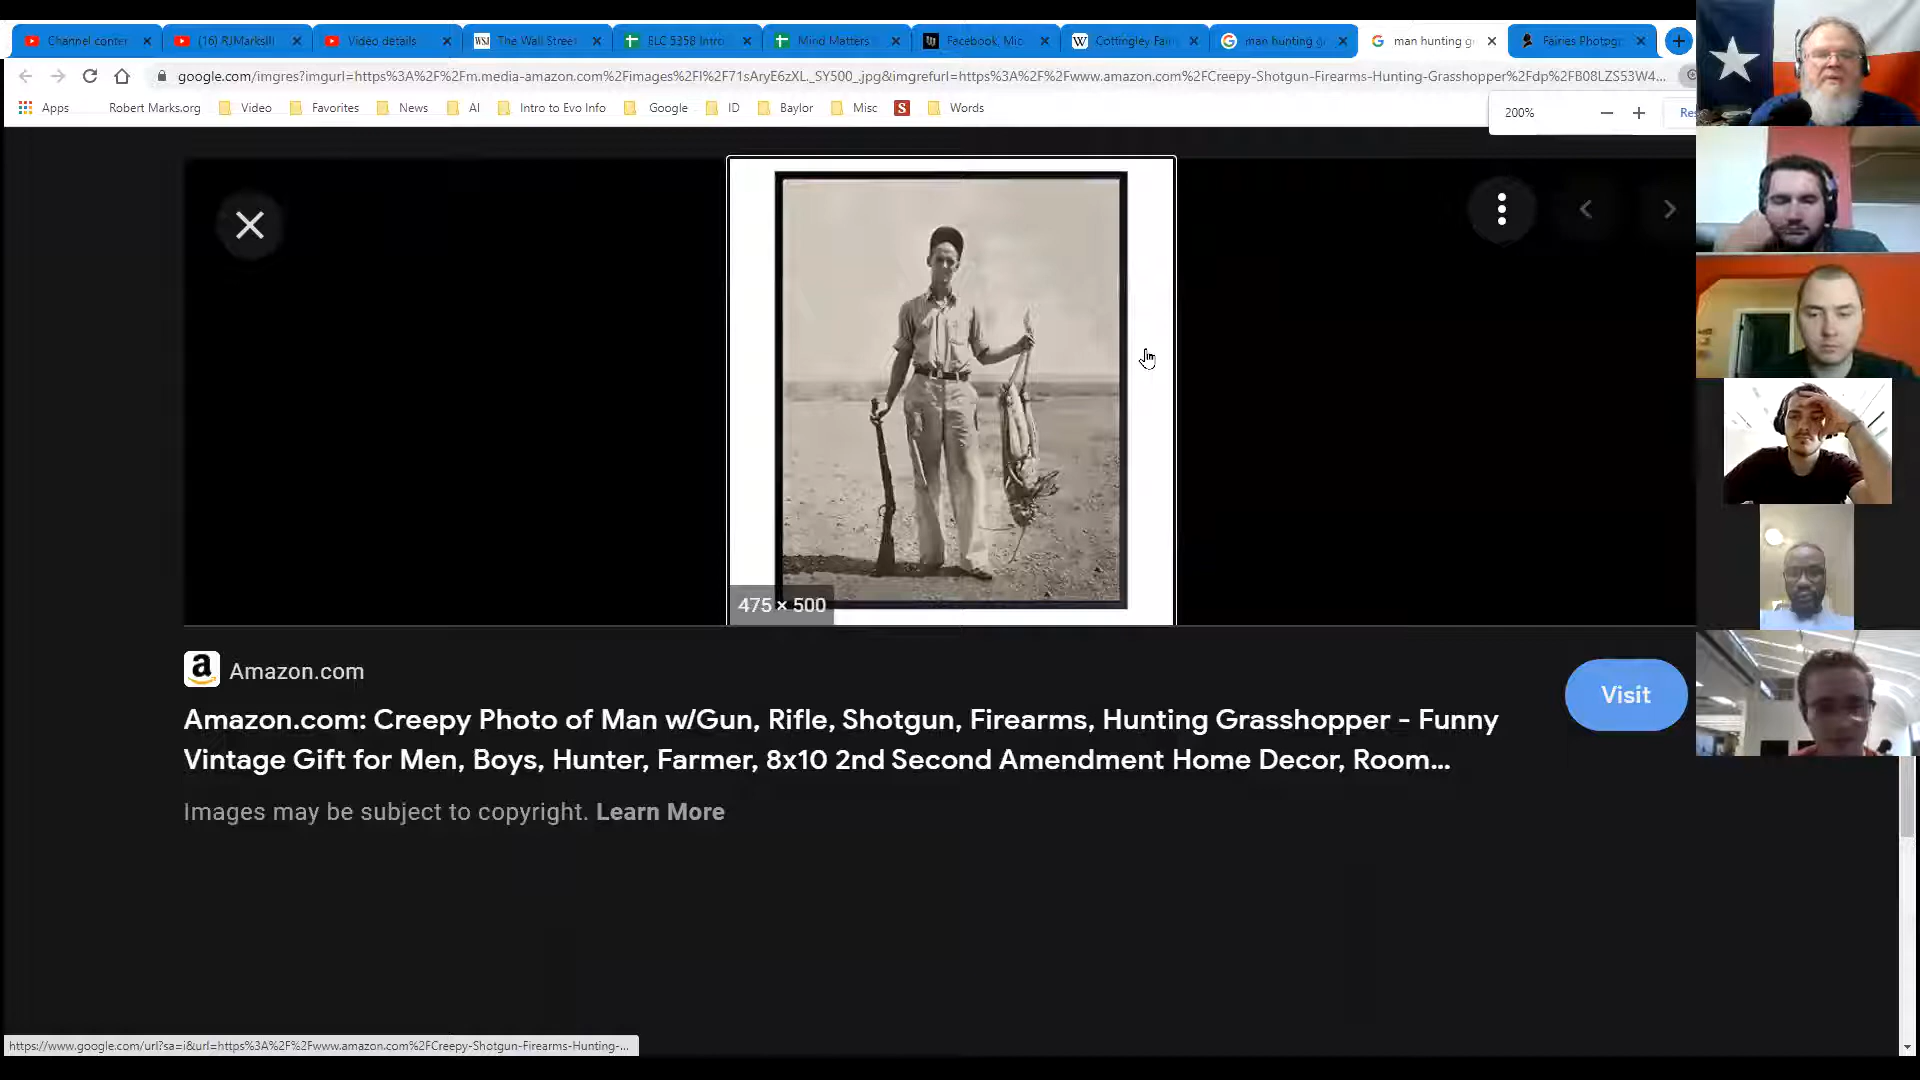 Channel conter
(16) RJMarksII
Video details
The Wall Stree
ELC 5358 Intro
Mind Matters
Facebook, Mic
Cottingley Fai
man hunting g
man hunting g
Fairies Photog
google.com/imgres?imgurl=https%3A%2F%2Fm.media-amazon.com%2Fimages%2FI%2F71sAryE6zXL._SY500_.jpg&imgrefurl=https%3A%2F%2Fwww.amazon.com%2FCreepy-Shotgun-Firearms-Hunting-Grasshopper%2Fdp%2FB08LZS53W4...
Apps
Robert Marks.org
Video
Favorites
News
AI
Intro to Evo Info
Google
ID
Baylor
Misc
S
Words
200%
Res
475 × 500
Amazon.com
Amazon.com: Creepy Photo of Man w/Gun, Rifle, Shotgun, Firearms, Hunting Grasshopper - Funny
Vintage Gift for Men, Boys, Hunter, Farmer, 8x10 2nd Second Amendment Home Decor, Room...
Visit
Images may be subject to copyright. Learn More
https://www.google.com/url?sa=i&url=https%3A%2F%2Fwww.amazon.com%2FCreepy-Shotgun-Firearms-Hunting-...